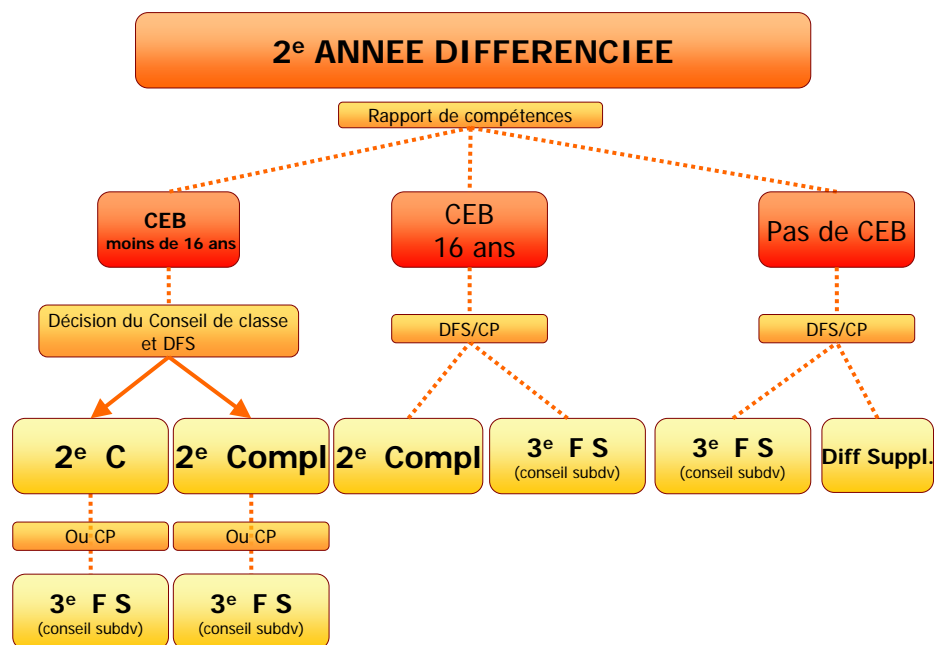 2e ANNEE DIFFERENCIEE
Rapport de compétences
CEB
moins de 16 ans
CEB
16 ans
Pas de CEB
Décision du Conseil de classe
et DFS
DFS/CP
DFS/CP
2e C
2e Compl
2e Compl
3e F S
(conseil subdv)
3e F S
(conseil subdv)
Diff Suppl.
Ou CP
Ou CP
3e F S
(conseil subdv)
3e F S
(conseil subdv)